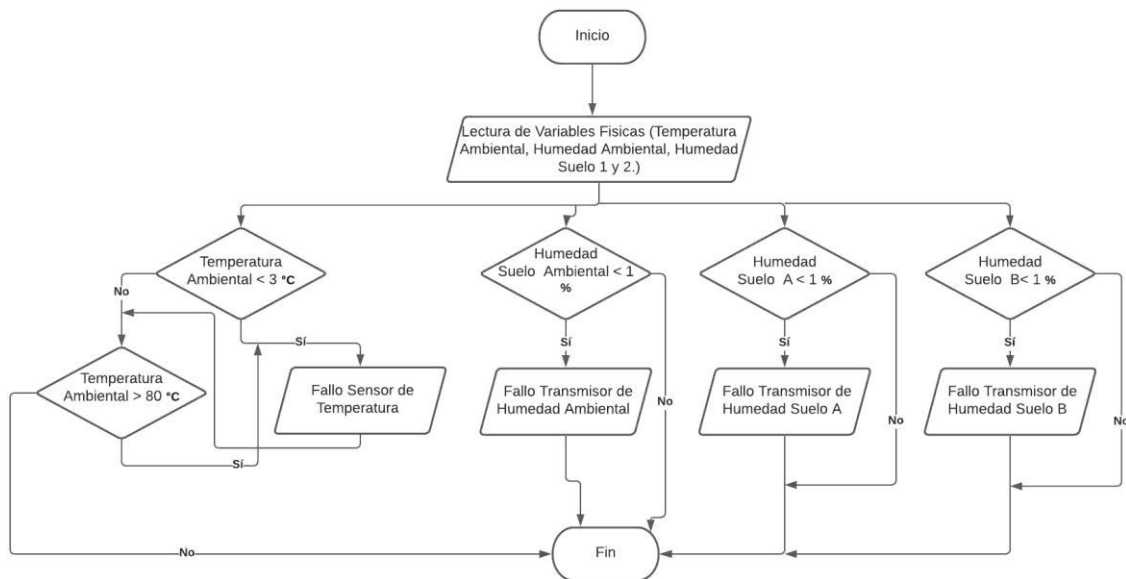 Inicio
Lectura de Variables Fisicas (Temperatura
Ambiental, Humedad Ambiental, Humedad
Suelo 1 y 2.)
Temperatura
Ambiental < 3 °C
Humedad
Suelo Ambiental < 1
%
Humedad
Suelo A < 1 %
Humedad
Suelo B< 1 %
No
Sí
Sí
Sí
Sí
Temperatura
Ambiental > 80 °C
Fallo Sensor de
Temperatura
Fallo Transmisor de
Humedad Ambiental
Fallo Transmisor de
Humedad Suelo A
Fallo Transmisor de
Humedad Suelo B
No
No
No
Sí
No
Fin